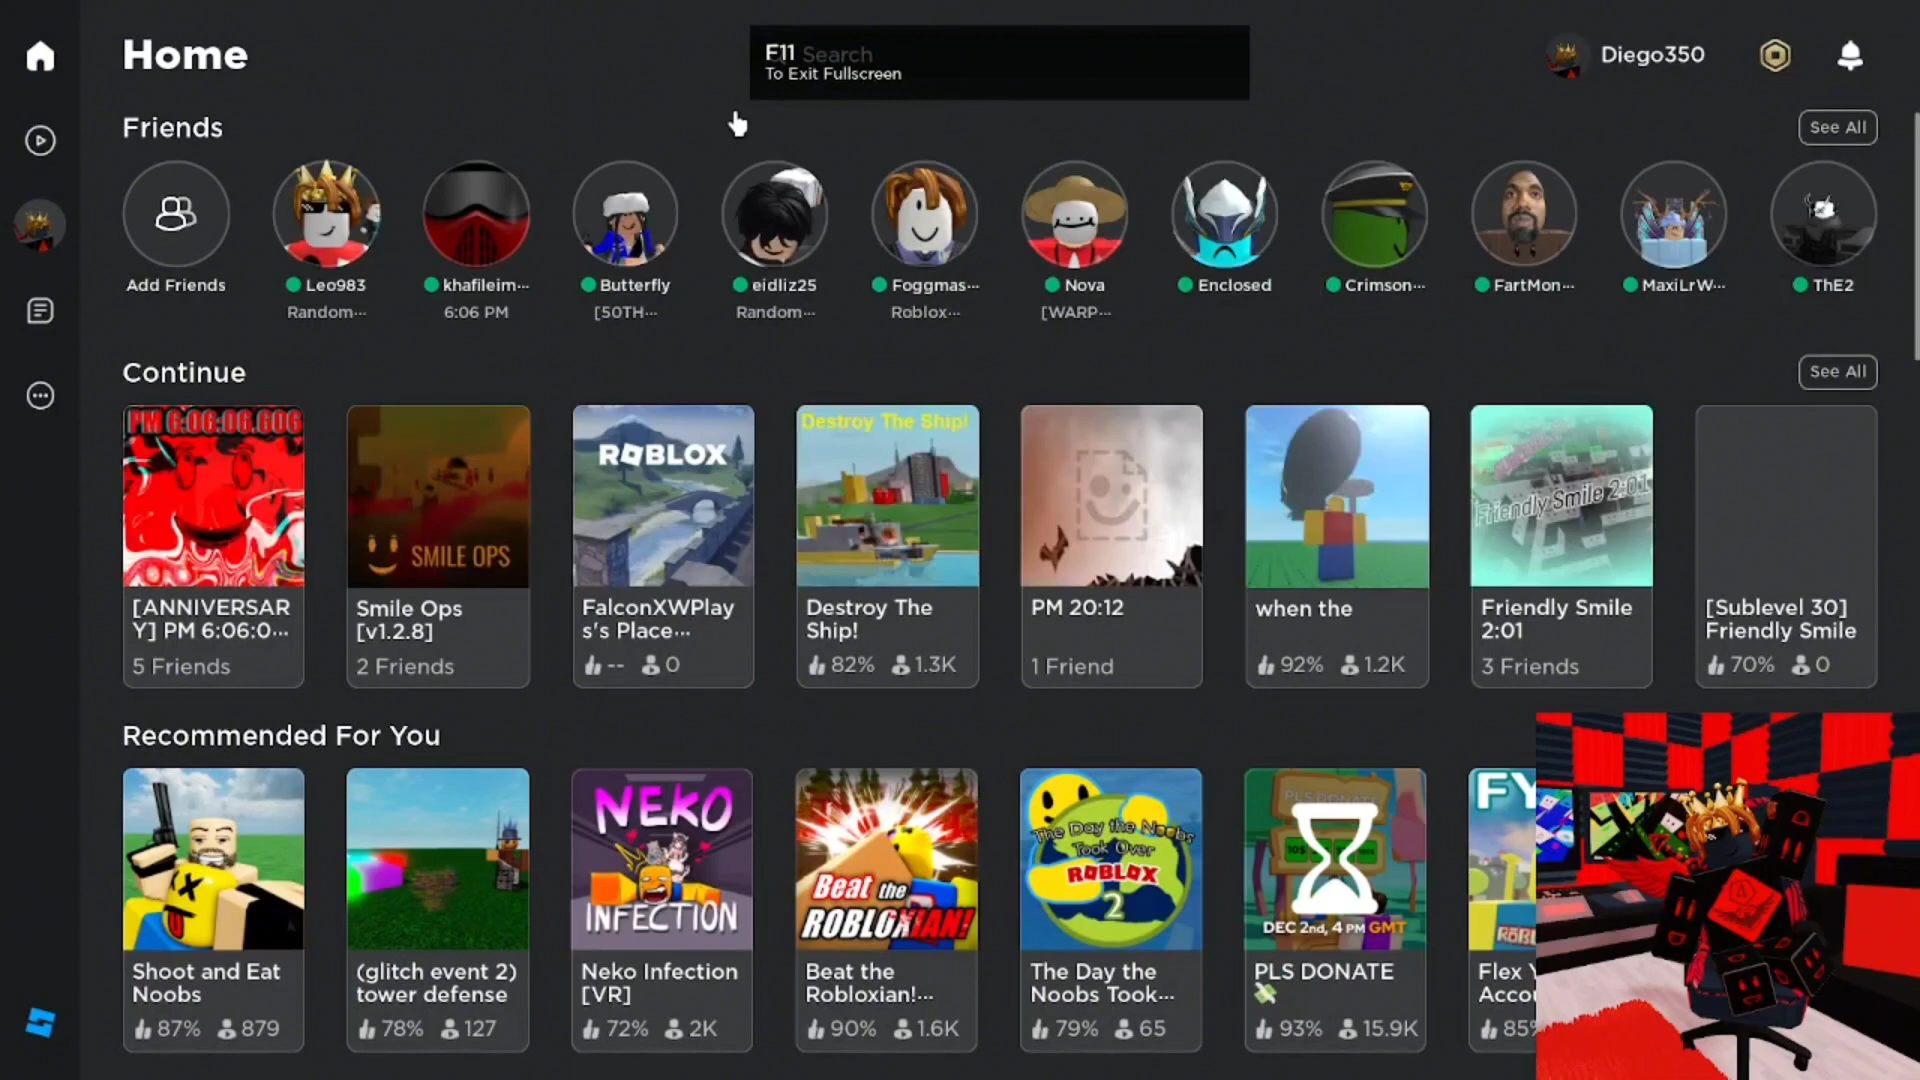 Home
F11 Search
To Exit Fullscreen
Diego350
Friends
See All
Add Friends
Leo983
khafileim...
Butterfly
eidliz25
Foggmas...
Nova
Enclosed
Crimson...
FartMon...
MaxiLrW...
ThE2
Random...
6:06 PM
[50TH...
Random...
Roblox...
[WARP...
Continue
See All
PM 6:06:06.606
SMILE OPS
ROBLOX
Destroy The Ship!
Friendly Smile 2:01
[ANNIVERSAR
Y] PM 6:06:0...
5 Friends
Smile Ops
[v1.2.8]
2 Friends
FalconXWPlay
s's Place...
-- 0
Destroy The
Ship!
82% 1.3K
PM 20:12
1 Friend
when the
92% 1.2K
Friendly Smile
2:01
3 Friends
[Sublevel 30]
Friendly Smile
70% 0
Recommended For You
NEKO
INFECTION
Beat the
ROBLOXIAN!
The Day the Noobs
Took Over
ROBLOX
2
PLS DONATE
DEC 2nd, 4 PM GMT
FY
Shoot and Eat
Noobs
87% 879
(glitch event 2)
tower defense
78% 127
Neko Infection
[VR]
72% 2K
Beat the
Robloxian!...
90% 1.6K
The Day the
Noobs Took...
79% 65
PLS DONATE
93% 15.9K
Flex Y
Accou
85%